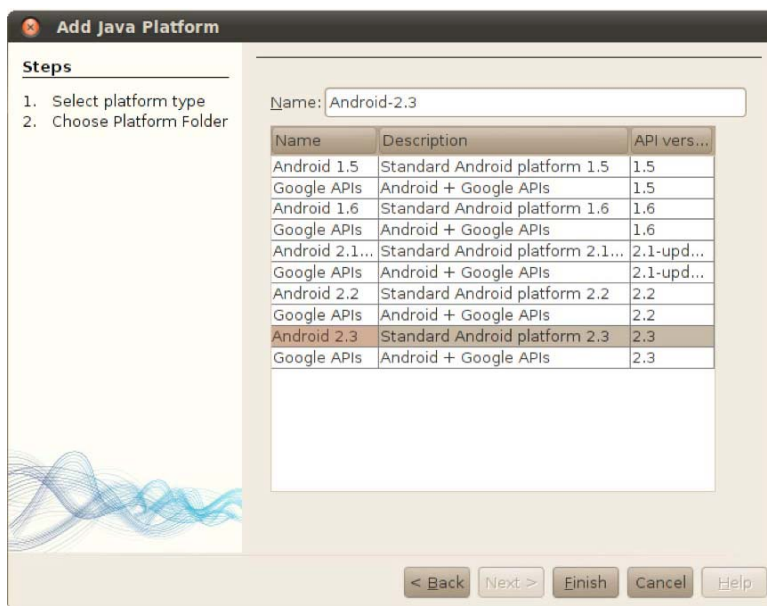 Add Java Platform
Steps
1. Select platform type
2. Choose Platform Folder
Name: Android-2.3
Name Description API vers...
Android 1.5 Standard Android platform 1.5 1.5
Google APIs Android + Google APIs 1.5
Android 1.6 Standard Android platform 1.6 1.6
Google APIs Android + Google APIs 1.6
Android 2.1... Standard Android platform 2.1... 2.1-upd...
Google APIs Android + Google APIs 2.1-upd...
Android 2.2 Standard Android platform 2.2 2.2
Google APIs Android + Google APIs 2.2
Android 2.3 Standard Android platform 2.3 2.3
Google APIs Android + Google APIs 2.3
< Back Next > Finish Cancel Help